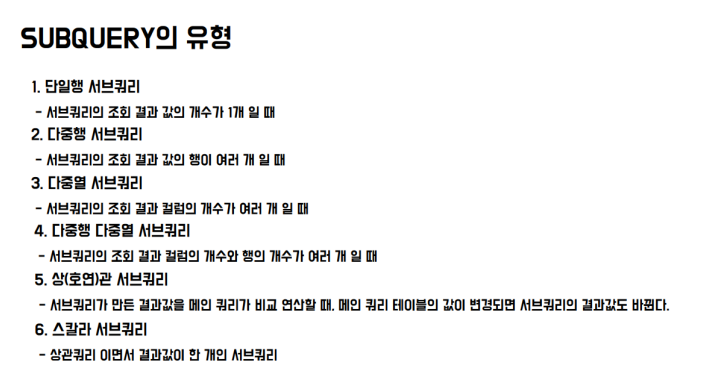 SUBQUERY의 유형
1. 단일행 서브쿼리
- 서브쿼리의 조회 결과 값의 개수가 1개 일 때
2. 다중행 서브쿼리
- 서브쿼리의 조회 결과 값의 행이 여러 개 일 때
3. 다중열 서브쿼리
- 서브쿼리의 조회 결과 컬럼의 개수가 여러 개 일 때
4. 다중행 다중열 서브쿼리
- 서브쿼리의 조회 결과 컬럼의 개수와 행의 개수가 여러 개 일 때
5. 상(호연)관 서브쿼리
- 서브쿼리가 만든 결과값을 메인 쿼리가 비교 연산할 때, 메인 쿼리 테이블의 값이 변경되면 서브쿼리의 결과값도 바뀜다.
6. 스칼라 서브쿼리
- 상관쿼리 이면서 결과값이 한 개인 서브쿼리